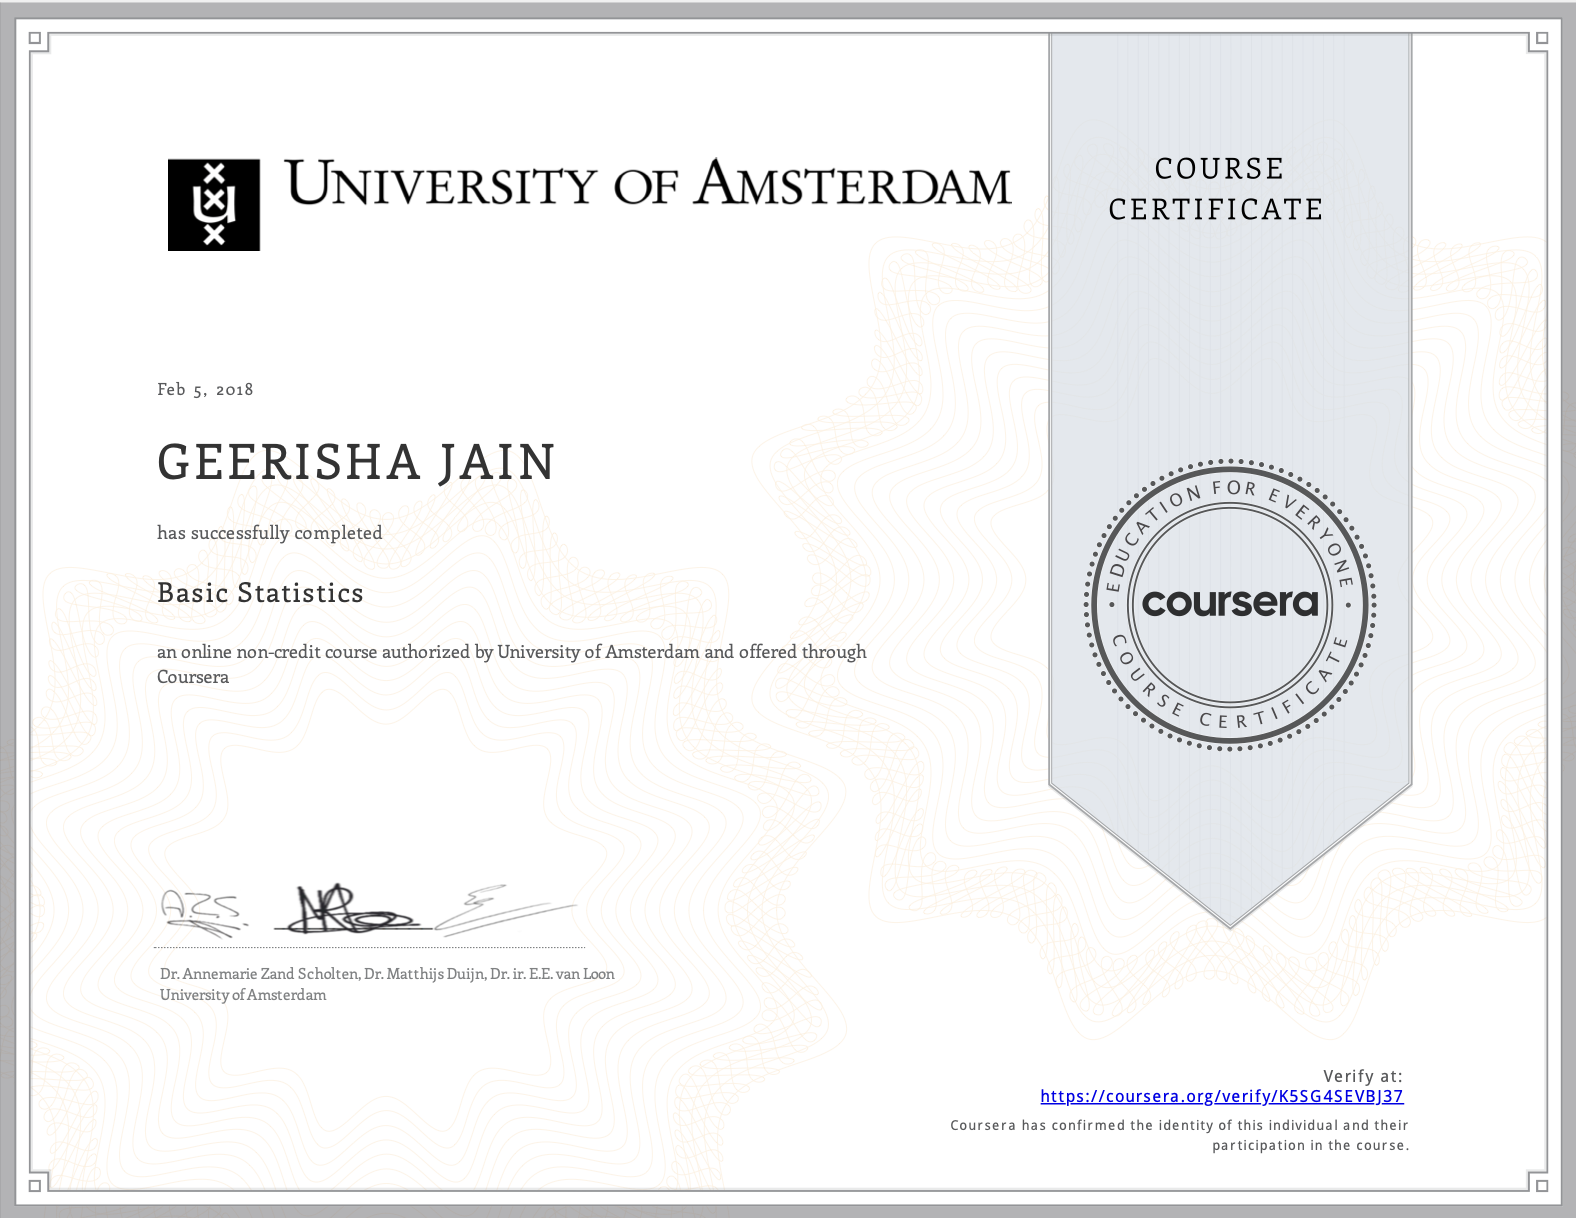 UNIVERSITY OF AMSTERDAM
COURSE
CERTIFICATE
Feb 5, 2018
GEERISHA JAIN
has successfully completed
Basic Statistics
an online non-credit course authorized by University of Amsterdam and offered through
Coursera
EDUCATION FOR EVERYONE
coursera
COURSE CERTIFICATE
A.Z.S.
Dr. Annemarie Zand Scholten, Dr. Matthijs Duijn, Dr. ir. E.E. van Loon
University of Amsterdam
Verify at:
https://coursera.org/verify/K5SG4SEVBJ37
Coursera has confirmed the identity of this individual and their
participation in the course.